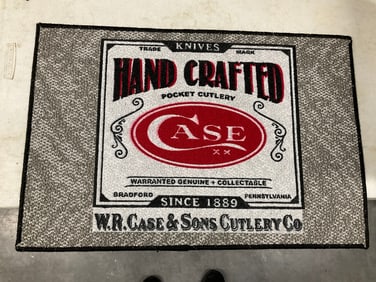 KNIVES
TRADE MARK
HAND CRAFTED
POCKET CUTLERY
CASE
XX
WARRANTED GENUINE + COLLECTABLE
BRADFORD PENNSYLVANIA
SINCE 1889
W.R. CASE & SONS CUTLERY CO